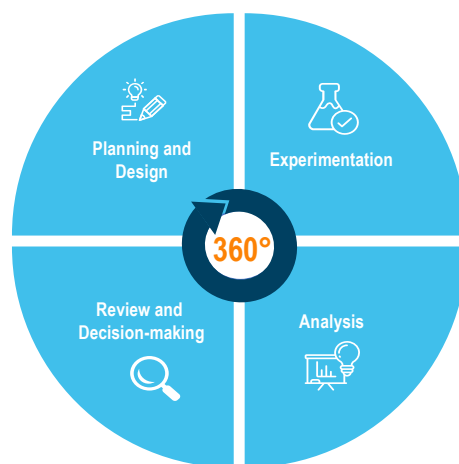 Planning and
Design
Experimentation
360°
Review and
Decision-making
Analysis